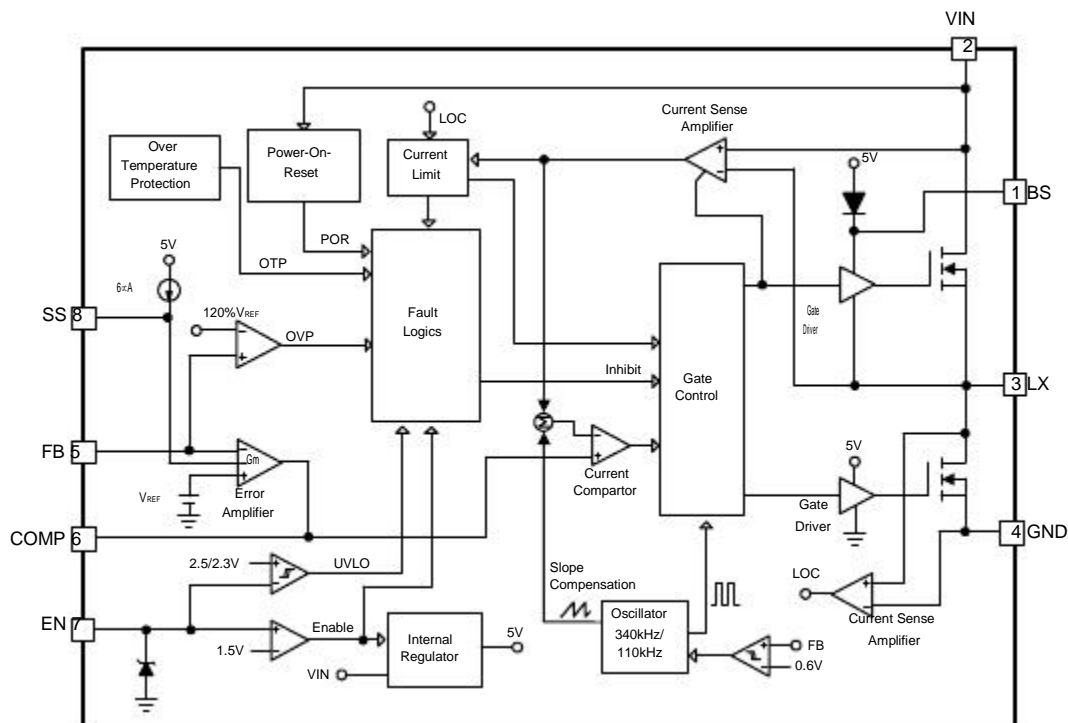 VIN
2
LOC
Current Sense
Amplifier
Over
Temperature
Protection
Power-On-
Reset
Current
Limit
5V
1 BS
POR
OTP
5V
6∝A
SS 8
120%VREF
OVP
Fault
Logics
Gate
Driver
Inhibit
Gate
Control
3 LX
FB 5
Gm
Error
Amplifier
VREF
Σ
Current
Compartor
5V
Gate
Driver
COMP 6
4 GND
2.5/2.3V
UVLO
Slope
Compensation
LOC
Current Sense
Amplifier
EN 7
1.5V
Enable
Internal
Regulator
5V
VIN
Oscillator
340kHz/
110kHz
FB
0.6V